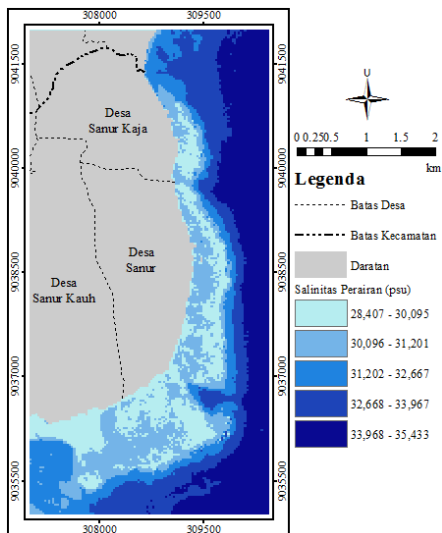 308000 309500
9041500
9040000
9038500
9037000
9035500
Desa
Sanur Kaja
Desa
Sanur
Desa
Sanur Kauh
9041500
9040000
9038500
9037000
9035500
308000 309500
U
0 0.250.5 1 1.5 2
km
Legenda
Batas Desa
Batas Kecamatan
Daratan
Salinitas Perairan (psu)
28,407 - 30,095
30,096 - 31,201
31,202 - 32,667
32,668 - 33,967
33,968 - 35,433